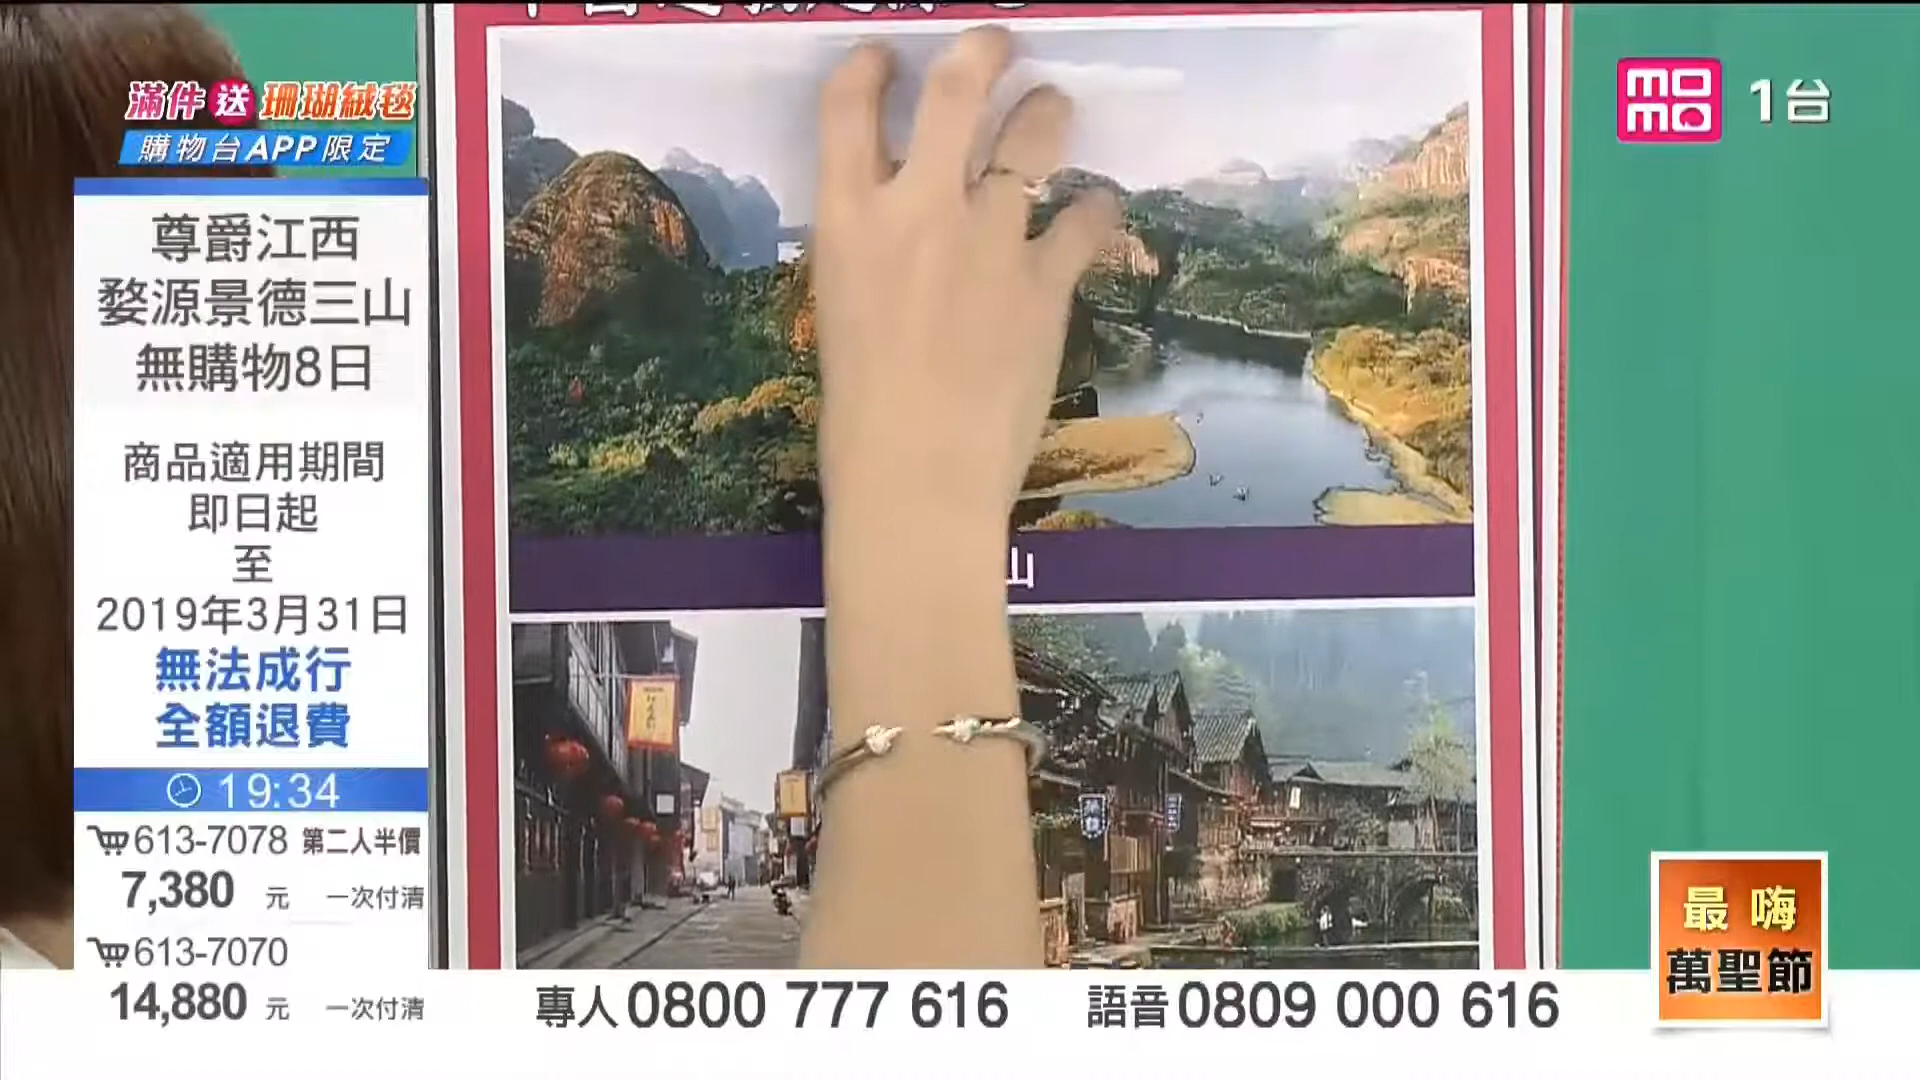 滿件送珊瑚絨毯
購物台APP限定
尊爵江西
婺源景德三山
無購物8日
商品適用期間
即日起
至
2019年3月31日
無法成行
全額退費
19:34
613-7078 第二人半價
7,380 元 一次付清
613-7070
14,880 元 一次付清
山
momo 1台
最嗨
萬聖節
專人0800 777 616 語音0809 000 616